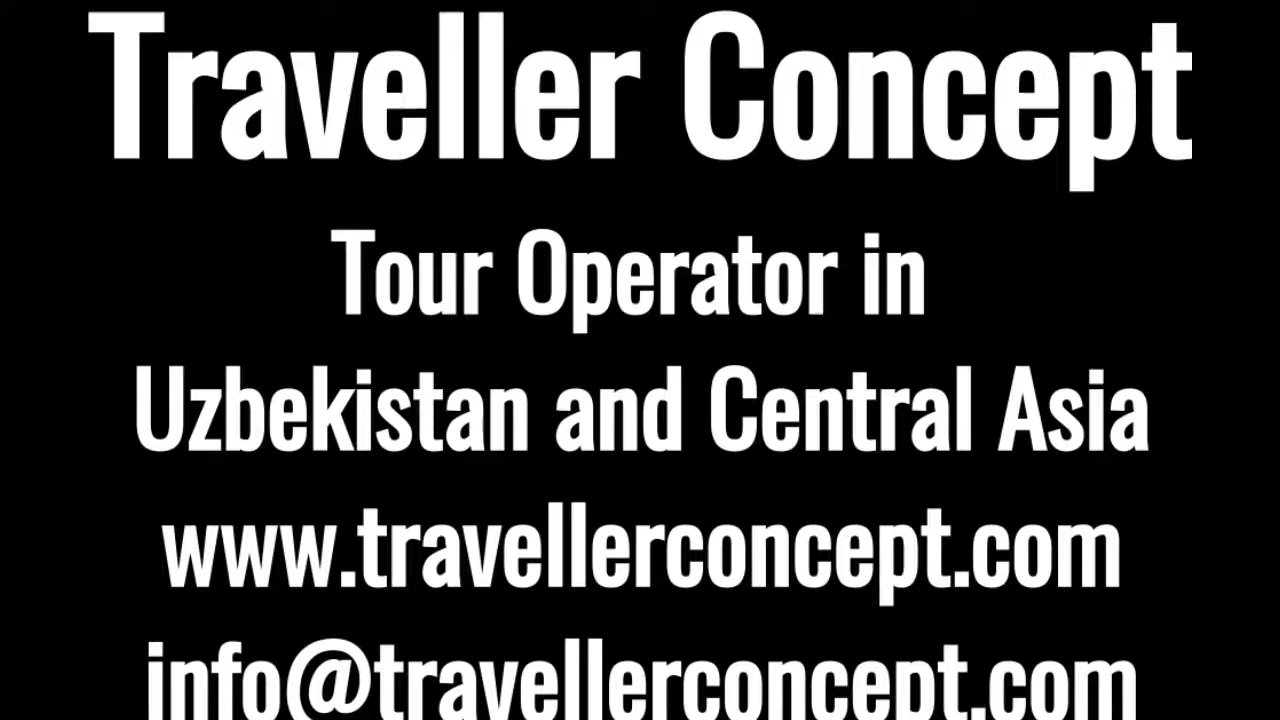 Traveller Concept
Tour Operator in
Uzbekistan and Central Asia
www.travellerconcept.com
info@travellerconcept.com